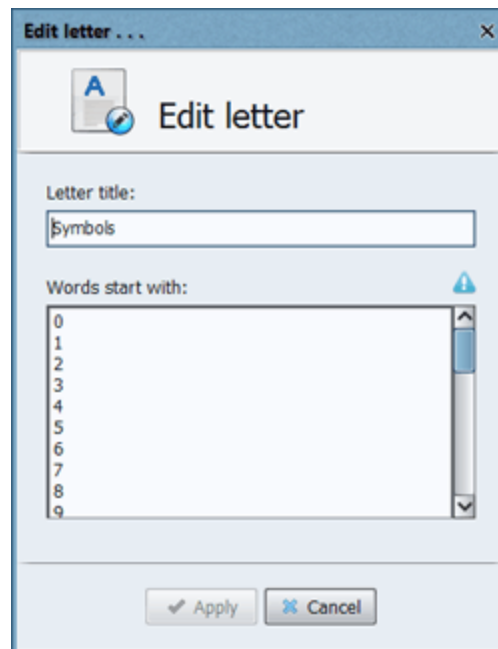 Edit letter . . .
A
Edit letter
Letter title:
Symbols
Words start with:
0
1
2
3
4
5
6
7
8
9
Apply
Cancel